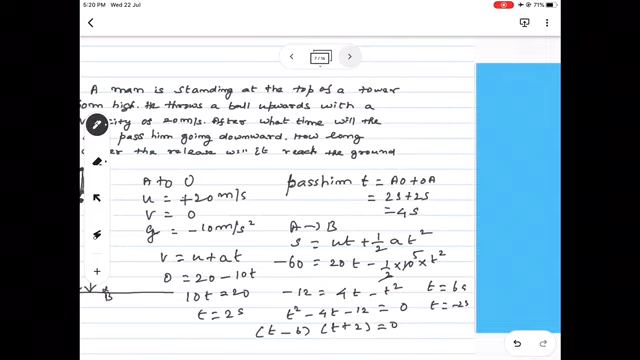 5:20 PM Wed 22 Jul
71%
7 / 16
A man is standing at the top of a tower
high. He throws a ball upwards with a
of 20m/s. After what time will the
pass him going downward. How long
the release will it reach the ground
A to O
u = +20m/s
v = 0
g = -10m/s²
v = u + at
0 = 20 - 10t
10t = 20
t = 2s
B
pass him t = AO + OA
= 2s + 2s
= 4s
A → B
s = ut + 1/2 at²
-60 = 20t - 1/2 × 10 5 × t²
-12 = 4t - t² t = 6s
t² - 4t - 12 = 0 t = -2s
(t - 6) (t + 2) = 0